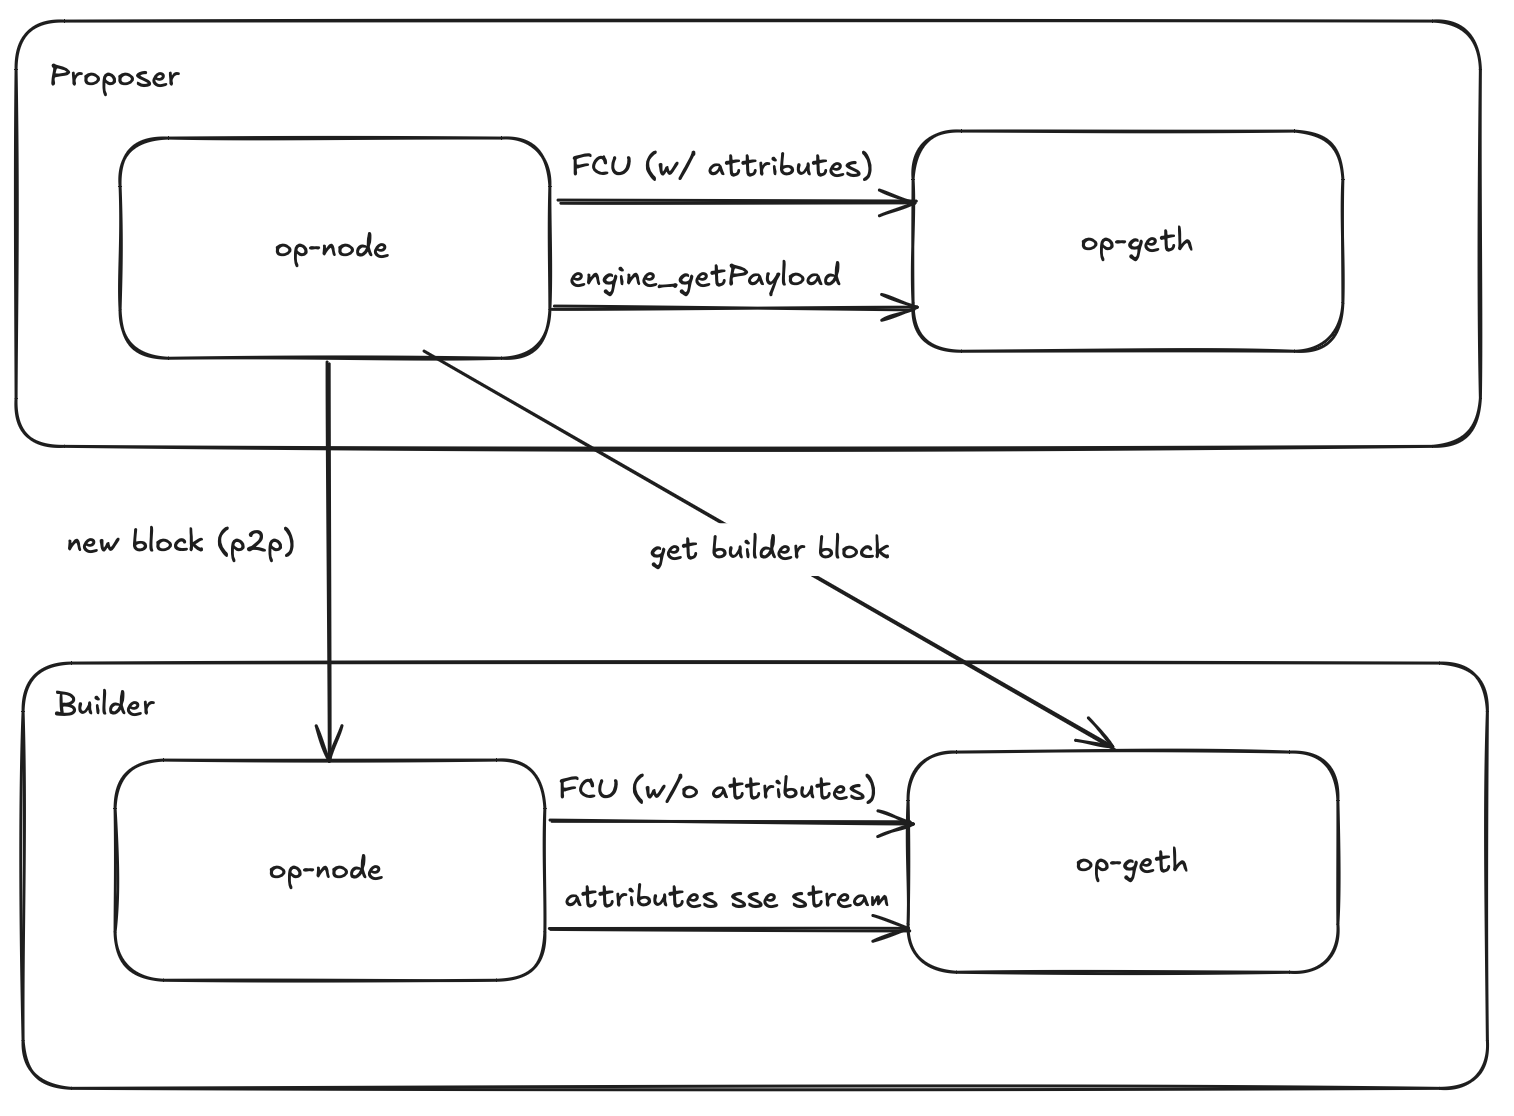 Proposer
op-node
FCU (w/ attributes)
engine_getPayload
op-geth
new block (p2p)
get builder block
Builder
op-node
FCU (w/o attributes)
attributes sse stream
op-geth